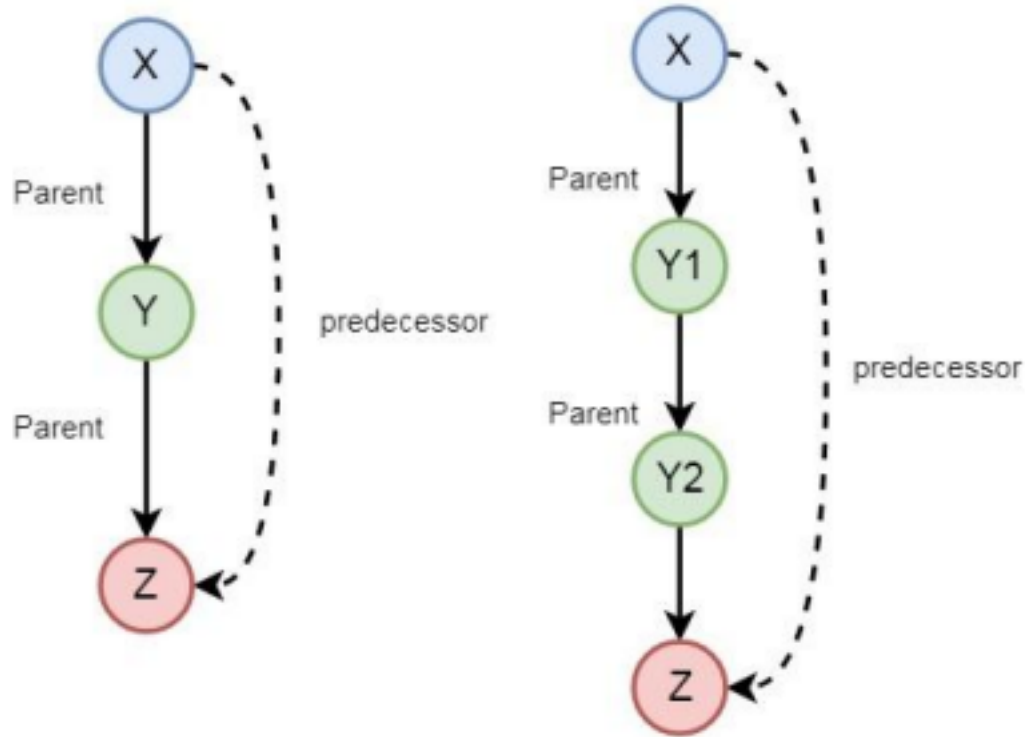 X
Parent
Y
predecessor
Parent
Z
X
Parent
Y1
predecessor
Parent
Y2
Z